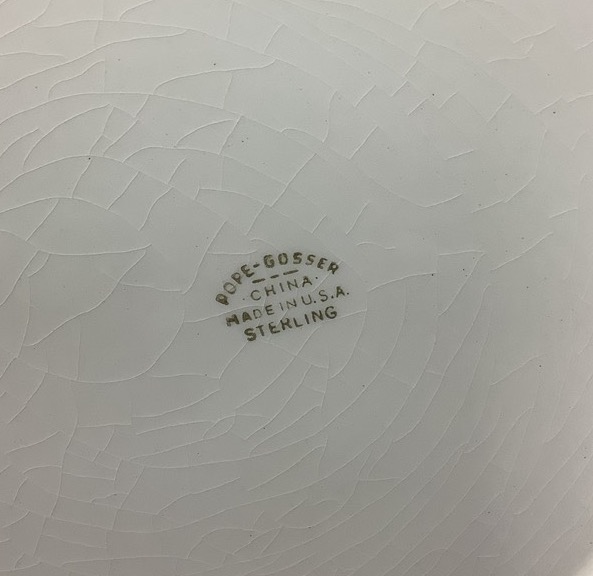 POPE-GOSSER
·CHINA·
MADE IN U.S.A.
STERLING